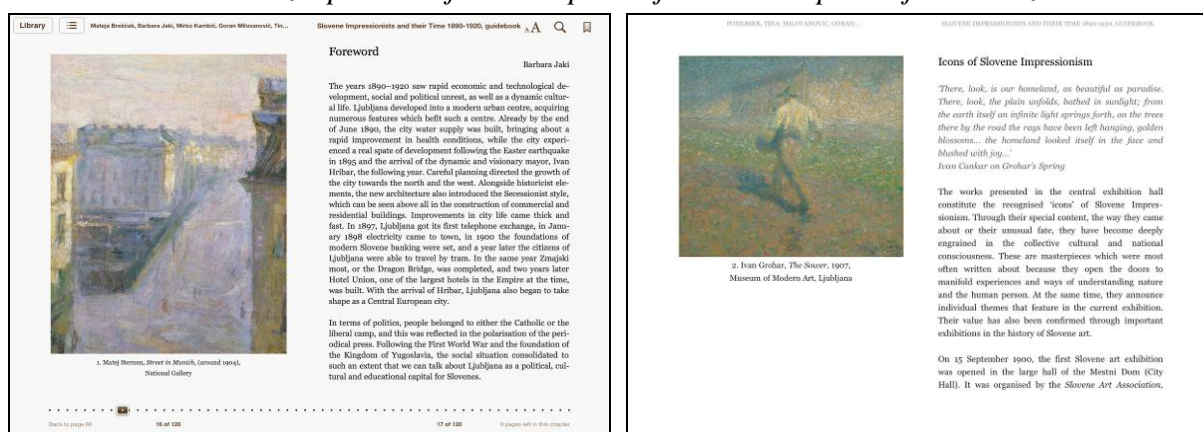 Library
Mateja Breščak, Barbara Jaki, Mirko Kambič, Goran Milovanović, Tin...
Slovene Impressionists and their Time 1890-1920, guidebook
AA
Foreword
Barbara Jaki
The years 1890–1920 saw rapid economic and technological de-
velopment, social and political unrest, as well as a dynamic cultur-
al life. Ljubljana developed into a modern urban centre, acquiring
numerous features which befit such a centre. Already by the end
of June 1890, the city water supply was built, bringing about a
rapid improvement in health conditions, while the city experi-
enced a real spate of development following the Easter earthquake
in 1895 and the arrival of the dynamic and visionary mayor, Ivan
Hribar, the following year. Careful planning directed the growth of
the city towards the north and the west. Alongside historicist ele-
ments, the new architecture also introduced the Secessionist style,
which can be seen above all in the construction of commercial and
residential buildings. Improvements in city life came thick and
fast. In 1897, Ljubljana got its first telephone exchange, in Janu-
ary 1898 electricity came to town, in 1900 the foundations of
modern Slovene banking were set, and a year later the citizens of
Ljubljana were able to travel by tram. In the same year Zmajski
most, or the Dragon Bridge, was completed, and two years later
Hotel Union, one of the largest hotels in the Empire at the time,
was built. With the arrival of Hribar, Ljubljana also began to take
shape as a Central European city.
In terms of politics, people belonged to either the Catholic or the
liberal camp, and this was reflected in the polarisation of the peri-
odical press. Following the First World War and the foundation of
the Kingdom of Yugoslavia, the social situation consolidated to
such an extent that we can talk about Ljubljana as a political, cul-
tural and educational capital for Slovenes.
1. Matej Sternen, Street in Munich, (around 1904),
National Gallery
Back to page 86
16 of 120
17 of 120
6 pages left in this chapter
PONEBŠEK, TINA; MILOVANOVIĆ, GORAN;...
SLOVENE IMPRESSIONISTS AND THEIR TIME 1890-1920, GUIDEBOOK
2. Ivan Grohar, The Sower, 1907,
Museum of Modern Art, Ljubljana
Icons of Slovene Impressionism
'There, look, is our homeland, as beautiful as paradise.
There, look, the plain unfolds, bathed in sunlight; from
the earth itself an infinite light springs forth, on the trees
there by the road the rays have been left hanging, golden
blossoms... the homeland looked itself in the face and
blushed with joy...'
Ivan Cankar on Grohar's Spring
The works presented in the central exhibition hall
constitute the recognised 'icons' of Slovene Impres-
sionism. Through their special content, the way they came
about or their unusual fate, they have become deeply
engrained in the collective cultural and national
consciousness. These are masterpieces which were most
often written about because they open the doors to
manifold experiences and ways of understanding nature
and the human person. At the same time, they announce
individual themes that feature in the current exhibition.
Their value has also been confirmed through important
exhibitions in the history of Slovene art.
On 15 September 1900, the first Slovene art exhibition
was opened in the large hall of the Mestni Dom (City
Hall). It was organised by the Slovene Art Association,